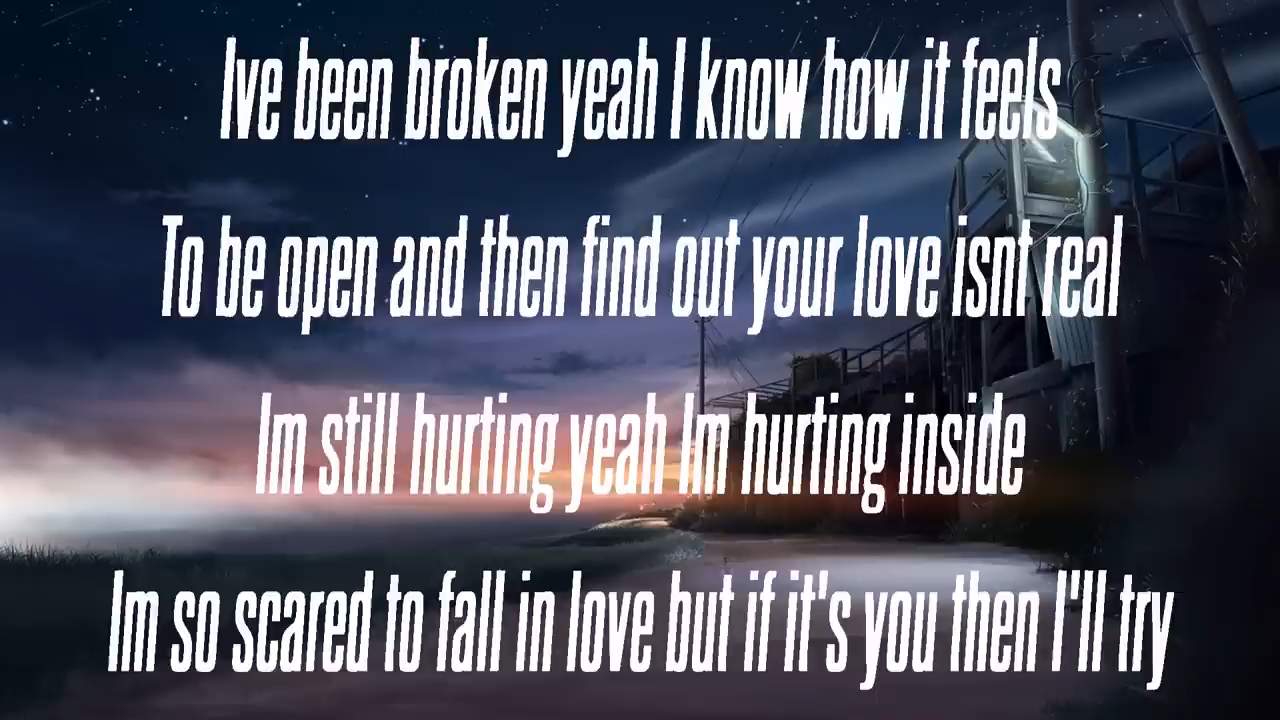 Ive been broken yeah I know how it feels
To be open and then find out your love isnt real
Im still hurting yeah Im hurting inside
Im so scared to fall in love but if it's you then I'll try